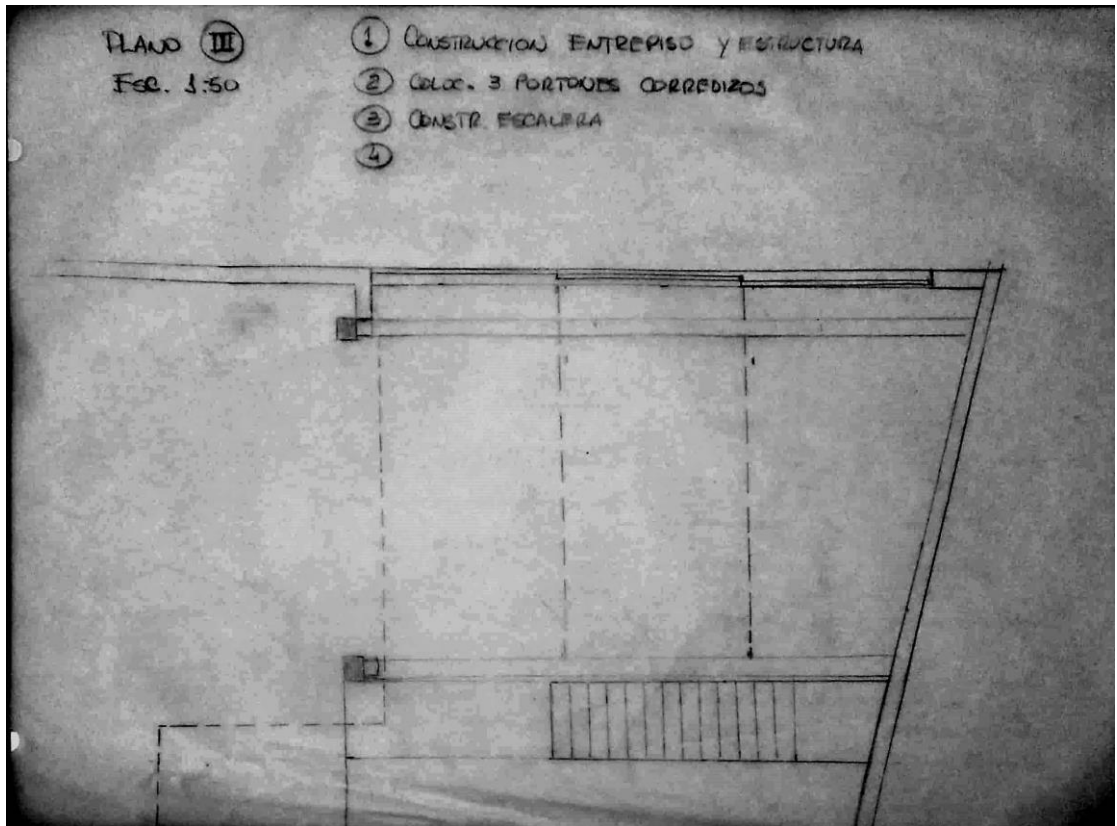 PLANO III
ESC. 1:50
1 CONSTRUCCION ENTREPISO Y ESTRUCTURA
2 COLOC. 3 PORTONES CORREDIZOS
3 CONSTR. ESCALERA
4